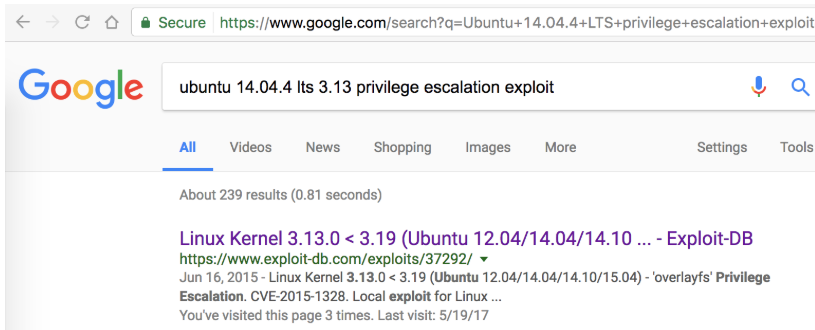 Secure https://www.google.com/search?q=Ubuntu+14.04.4+LTS+privilege+escalation+exploit
Google
ubuntu 14.04.4 lts 3.13 privilege escalation exploit
All Videos News Shopping Images More Settings Tools
About 239 results (0.81 seconds)
Linux Kernel 3.13.0 < 3.19 (Ubuntu 12.04/14.04/14.10 ... - Exploit-DB
https://www.exploit-db.com/exploits/37292/
Jun 16, 2015 - Linux Kernel 3.13.0 < 3.19 (Ubuntu 12.04/14.04/14.10/15.04) - 'overlayfs' Privilege
Escalation. CVE-2015-1328. Local exploit for Linux ...
You've visited this page 3 times. Last visit: 5/19/17